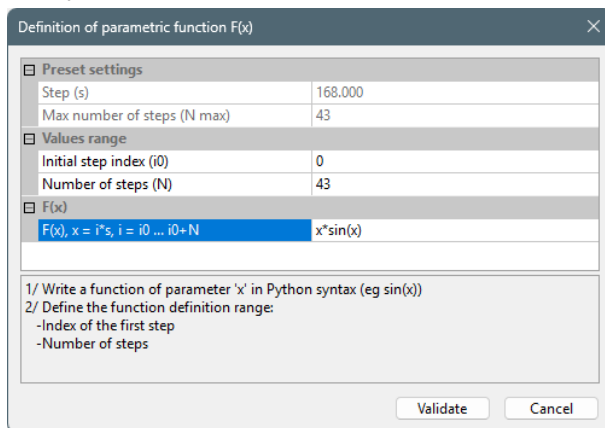 Definition of parametric function F(x)
Preset settings
Step (s) 168.000
Max number of steps (N max) 43
Values range
Initial step index (i0) 0
Number of steps (N) 43
F(x)
F(x), x = i*s, i = i0 ... i0+N x*sin(x)
1/ Write a function of parameter 'x' in Python syntax (eg sin(x))
2/ Define the function definition range:
-Index of the first step
-Number of steps
Validate Cancel